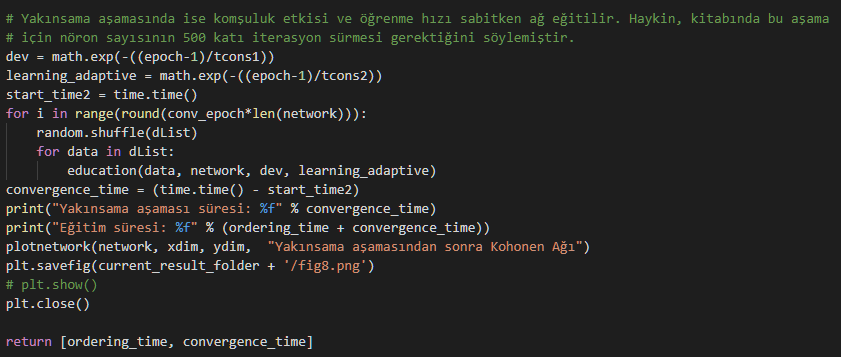 # Yakınsama aşamasında ise komşuluk etkisi ve öğrenme hızı sabitken ağ eğitilir. Haykin, kitabında bu aşama
# için nöron sayısının 500 katı iterasyon sürmesi gerektiğini söylemiştir.
dev = math.exp(-((epoch-1)/tcons1))
learning_adaptive = math.exp(-((epoch-1)/tcons2))
start_time2 = time.time()
for i in range(round(conv_epoch*len(network))):
    random.shuffle(dList)
    for data in dList:
        education(data, network, dev, learning_adaptive)
convergence_time = (time.time() - start_time2)
print("Yakınsama aşaması süresi: %f" % convergence_time)
print("Eğitim süresi: %f" % (ordering_time + convergence_time))
plotnetwork(network, xdim, ydim,  "Yakınsama aşamasından sonra Kohonen Ağı")
plt.savefig(current_result_folder + '/fig8.png')
# plt.show()
plt.close()
return [ordering_time, convergence_time]